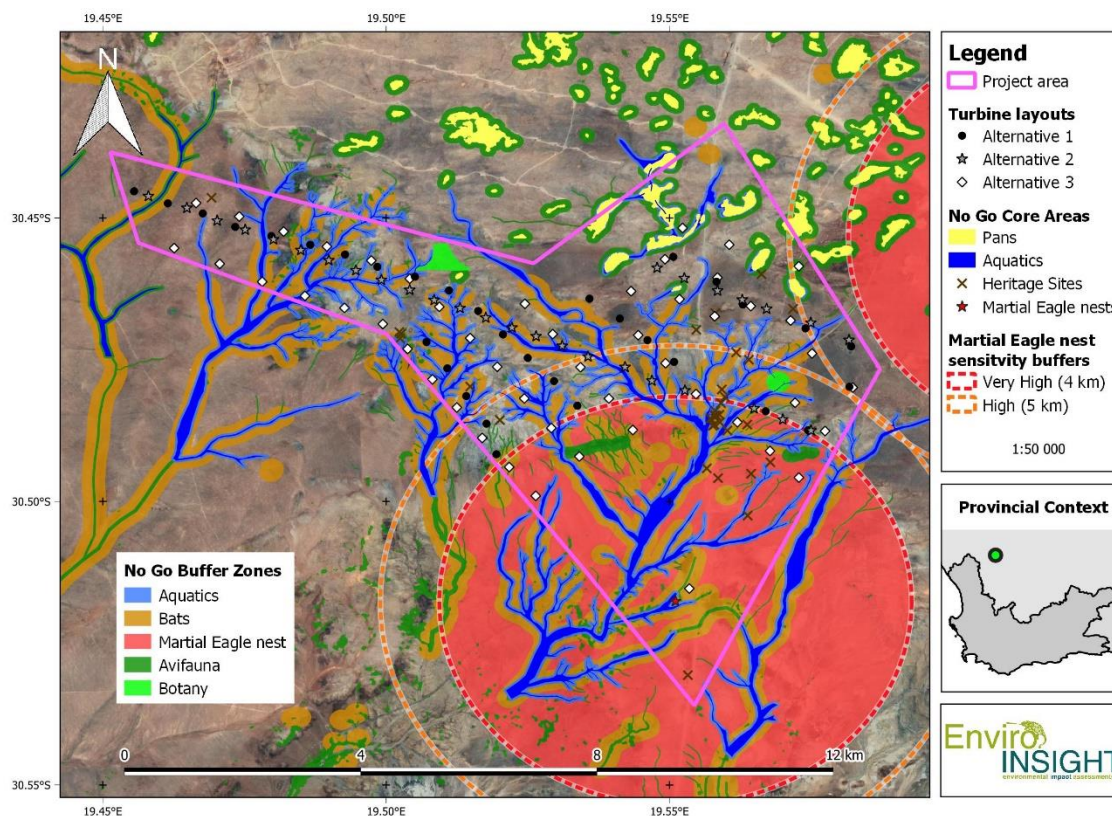 19.45°E
19.50°E
19.55°E
N
30.45°S
30.50°S
30.55°S
No Go Buffer Zones
Aquatics
Bats
Martial Eagle nest
Avifauna
Botany
0
4
8
12 km
19.45°E
19.50°E
19.55°E
Legend
Project area
Turbine layouts
Alternative 1
Alternative 2
Alternative 3
No Go Core Areas
Pans
Aquatics
Heritage Sites
Martial Eagle nests
Martial Eagle nest
sensitvity buffers
Very High (4 km)
High (5 km)
1:50 000
Provincial Context
Enviro
INSIGHT
environmental impact assessments